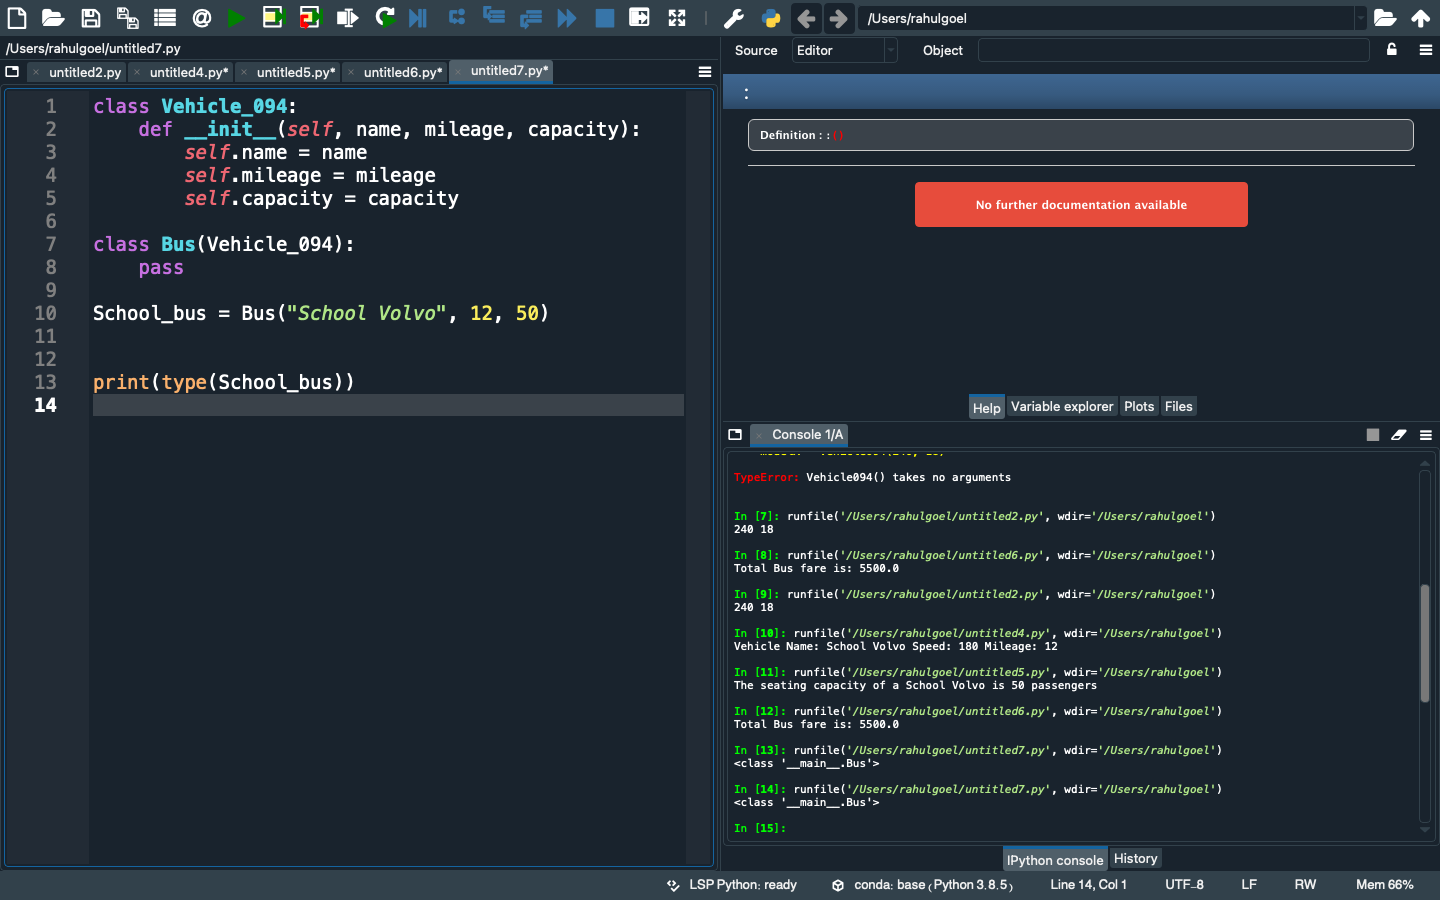 /Users/rahulgoel
/Users/rahulgoel/untitled7.py
untitled2.py
untitled4.py*
untitled5.py*
untitled6.py*
untitled7.py*
1 class Vehicle_094:
2 def __init__(self, name, mileage, capacity):
3 self.name = name
4 self.mileage = mileage
5 self.capacity = capacity
6
7 class Bus(Vehicle_094):
8 pass
9
10 School_bus = Bus("School Volvo", 12, 50)
11
12
13 print(type(School_bus))
14
Source Editor Object
:
Definition : :()
No further documentation available
Help Variable explorer Plots Files
Console 1/A
TypeError: Vehicle094() takes no arguments
In [7]: runfile('/Users/rahulgoel/untitled2.py', wdir='/Users/rahulgoel')
240 18
In [8]: runfile('/Users/rahulgoel/untitled6.py', wdir='/Users/rahulgoel')
Total Bus fare is: 5500.0
In [9]: runfile('/Users/rahulgoel/untitled2.py', wdir='/Users/rahulgoel')
240 18
In [10]: runfile('/Users/rahulgoel/untitled4.py', wdir='/Users/rahulgoel')
Vehicle Name: School Volvo Speed: 180 Mileage: 12
In [11]: runfile('/Users/rahulgoel/untitled5.py', wdir='/Users/rahulgoel')
The seating capacity of a School Volvo is 50 passengers
In [12]: runfile('/Users/rahulgoel/untitled6.py', wdir='/Users/rahulgoel')
Total Bus fare is: 5500.0
In [13]: runfile('/Users/rahulgoel/untitled7.py', wdir='/Users/rahulgoel')
<class '__main__.Bus'>
In [14]: runfile('/Users/rahulgoel/untitled7.py', wdir='/Users/rahulgoel')
<class '__main__.Bus'>
In [15]:
IPython console History
LSP Python: ready conda: base (Python 3.8.5) Line 14, Col 1 UTF-8 LF RW Mem 66%